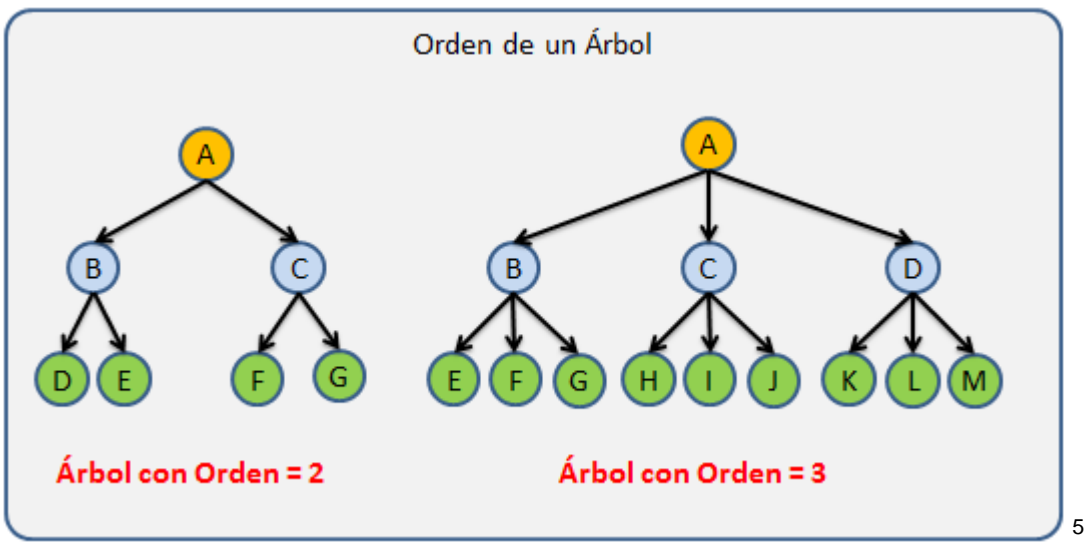 Orden de un Árbol
A
A
B C
B C D
D E F G
E F G H I J K L M
Árbol con Orden = 2
Árbol con Orden = 3
5